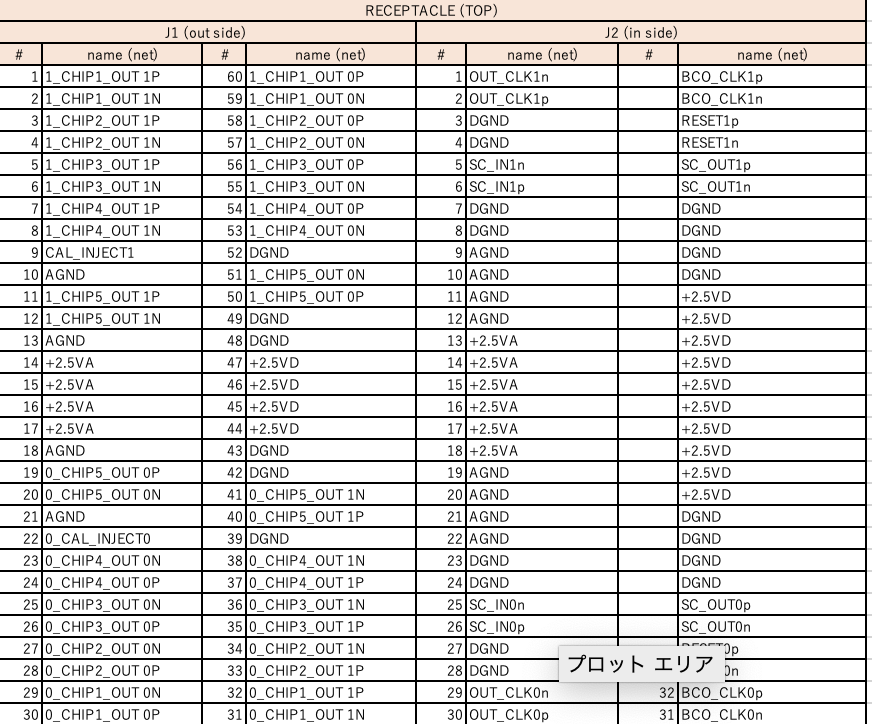 RECEPTACLE (TOP)
J1 (out side) J2 (in side)
# name (net) # name (net) # name (net) # name (net)
1 1_CHIP1_OUT 1P 60 1_CHIP1_OUT 0P 1 OUT_CLK1n BCO_CLK1p
2 1_CHIP1_OUT 1N 59 1_CHIP1_OUT 0N 2 OUT_CLK1p BCO_CLK1n
3 1_CHIP2_OUT 1P 58 1_CHIP2_OUT 0P 3 DGND RESET1p
4 1_CHIP2_OUT 1N 57 1_CHIP2_OUT 0N 4 DGND RESET1n
5 1_CHIP3_OUT 1P 56 1_CHIP3_OUT 0P 5 SC_IN1n SC_OUT1p
6 1_CHIP3_OUT 1N 55 1_CHIP3_OUT 0N 6 SC_IN1p SC_OUT1n
7 1_CHIP4_OUT 1P 54 1_CHIP4_OUT 0P 7 DGND DGND
8 1_CHIP4_OUT 1N 53 1_CHIP4_OUT 0N 8 DGND DGND
9 CAL_INJECT1 52 DGND 9 AGND DGND
10 AGND 51 1_CHIP5_OUT 0N 10 AGND DGND
11 1_CHIP5_OUT 1P 50 1_CHIP5_OUT 0P 11 AGND +2.5VD
12 1_CHIP5_OUT 1N 49 DGND 12 AGND +2.5VD
13 AGND 48 DGND 13 +2.5VA +2.5VD
14 +2.5VA 47 +2.5VD 14 +2.5VA +2.5VD
15 +2.5VA 46 +2.5VD 15 +2.5VA +2.5VD
16 +2.5VA 45 +2.5VD 16 +2.5VA +2.5VD
17 +2.5VA 44 +2.5VD 17 +2.5VA +2.5VD
18 AGND 43 DGND 18 +2.5VA +2.5VD
19 0_CHIP5_OUT 0P 42 DGND 19 AGND +2.5VD
20 0_CHIP5_OUT 0N 41 0_CHIP5_OUT 1N 20 AGND +2.5VD
21 AGND 40 0_CHIP5_OUT 1P 21 AGND DGND
22 0_CAL_INJECT0 39 DGND 22 AGND DGND
23 0_CHIP4_OUT 0N 38 0_CHIP4_OUT 1N 23 DGND DGND
24 0_CHIP4_OUT 0P 37 0_CHIP4_OUT 1P 24 DGND DGND
25 0_CHIP3_OUT 0N 36 0_CHIP3_OUT 1N 25 SC_IN0n SC_OUT0p
26 0_CHIP3_OUT 0P 35 0_CHIP3_OUT 1P 26 SC_IN0p SC_OUT0n
27 0_CHIP2_OUT 0N 34 0_CHIP2_OUT 1N 27 DGND
28 0_CHIP2_OUT 0P 33 0_CHIP2_OUT 1P 28 DGND
プロット エリア
29 0_CHIP1_OUT 0N 32 0_CHIP1_OUT 1P 29 OUT_CLK0n 32 BCO_CLK0p
30 0_CHIP1_OUT 0P 31 0_CHIP1_OUT 1N 30 OUT_CLK0p 31 BCO_CLK0n